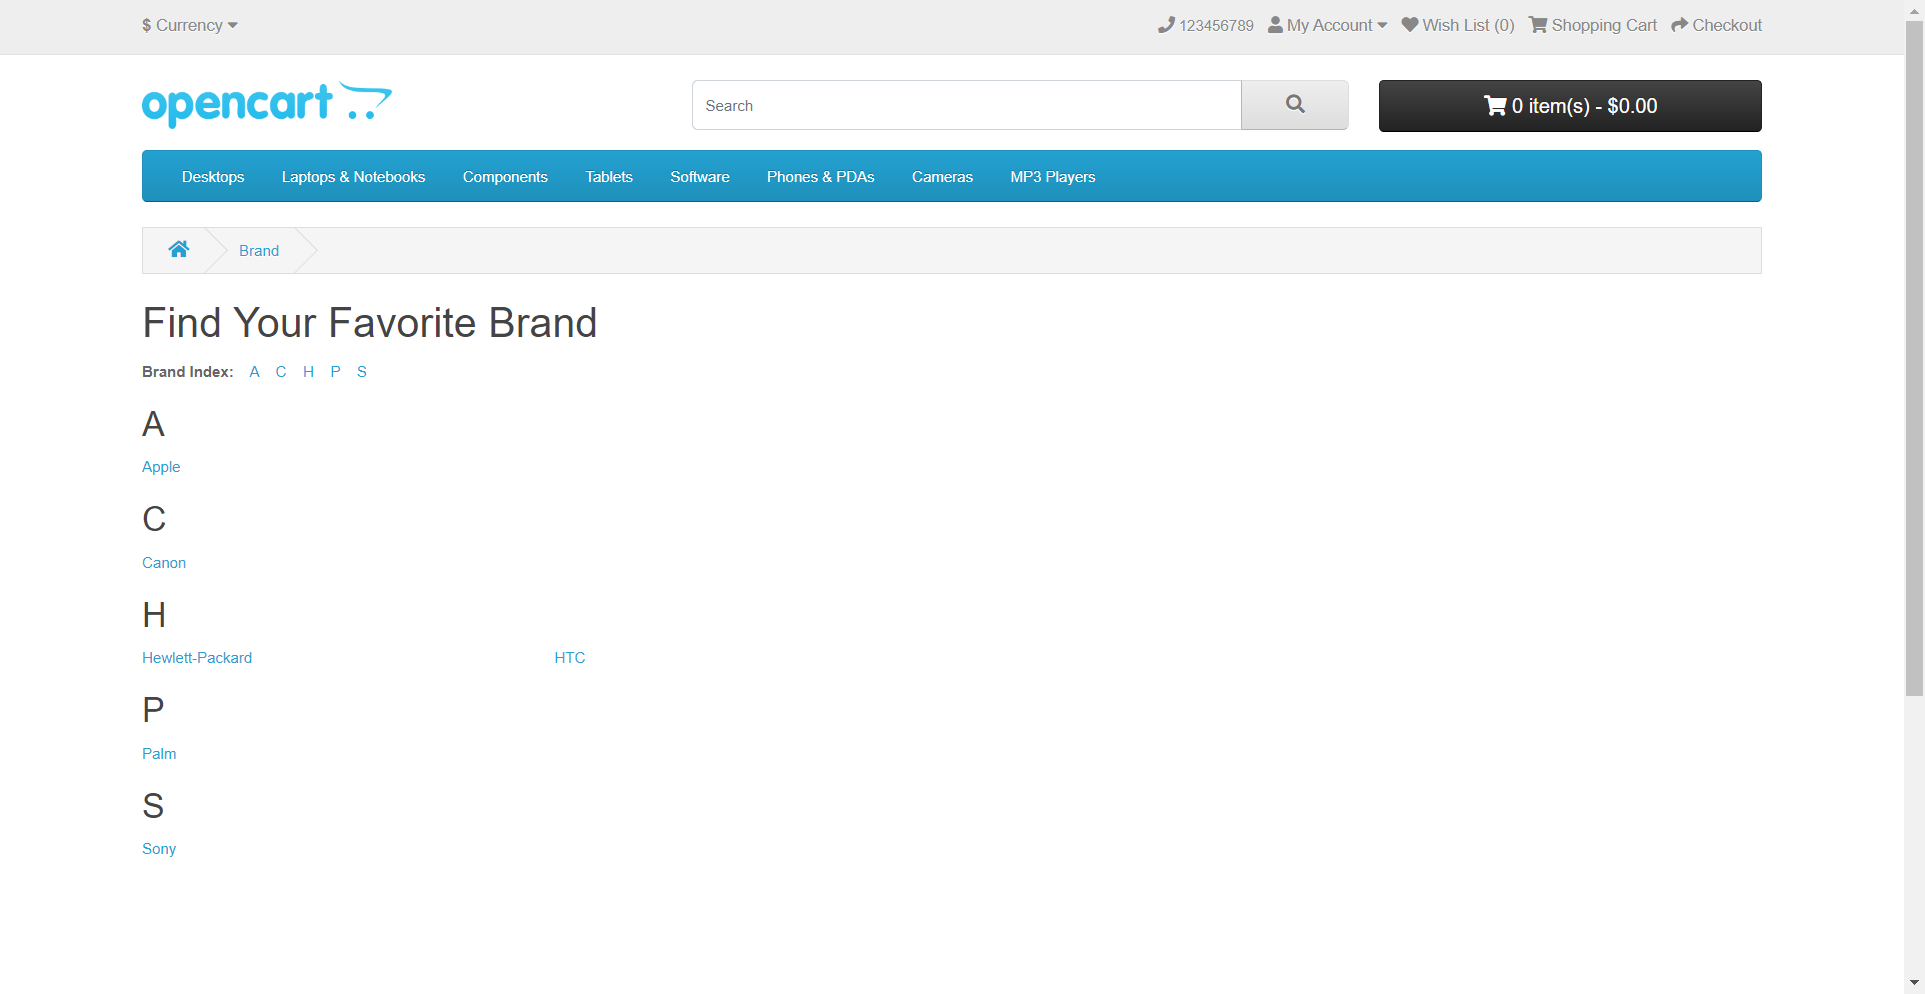 $ Currency 123456789 My Account Wish List (0) Shopping Cart Checkout
opencart Search 0 item(s) - $0.00
Desktops Laptops & Notebooks Components Tablets Software Phones & PDAs Cameras MP3 Players
Brand
Find Your Favorite Brand
Brand Index: A C H P S
A
Apple
C
Canon
H
Hewlett-Packard HTC
P
Palm
S
Sony